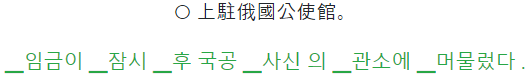 ○ 上駐俄國公使館。
__임금이 __잠시 __후 국공 __사신 의 __관소에 __머물렀다 .